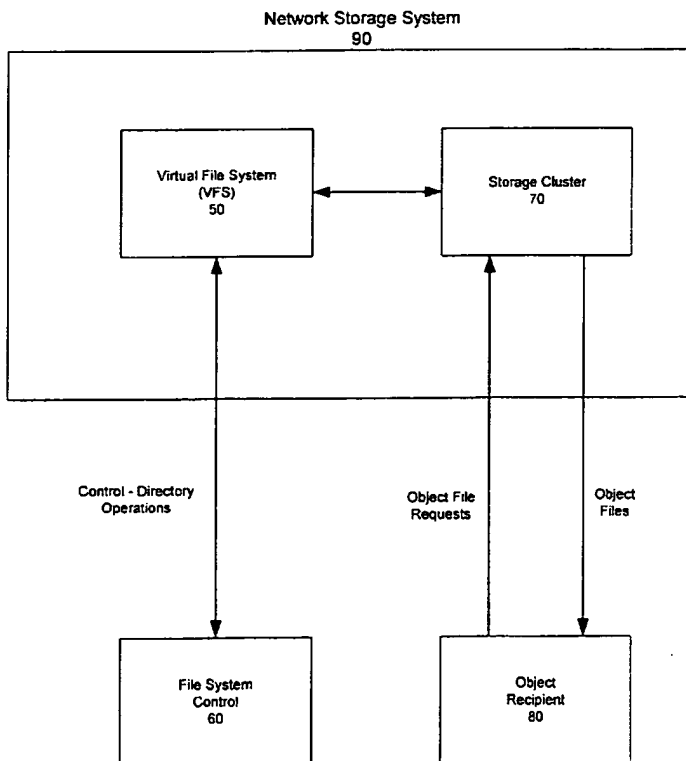 Network Storage System
90
Virtual File System
(VFS)
50
Storage Cluster
70
Control - Directory
Operations
Object File
Requests
Object
Files
File System
Control
60
Object
Recipient
80